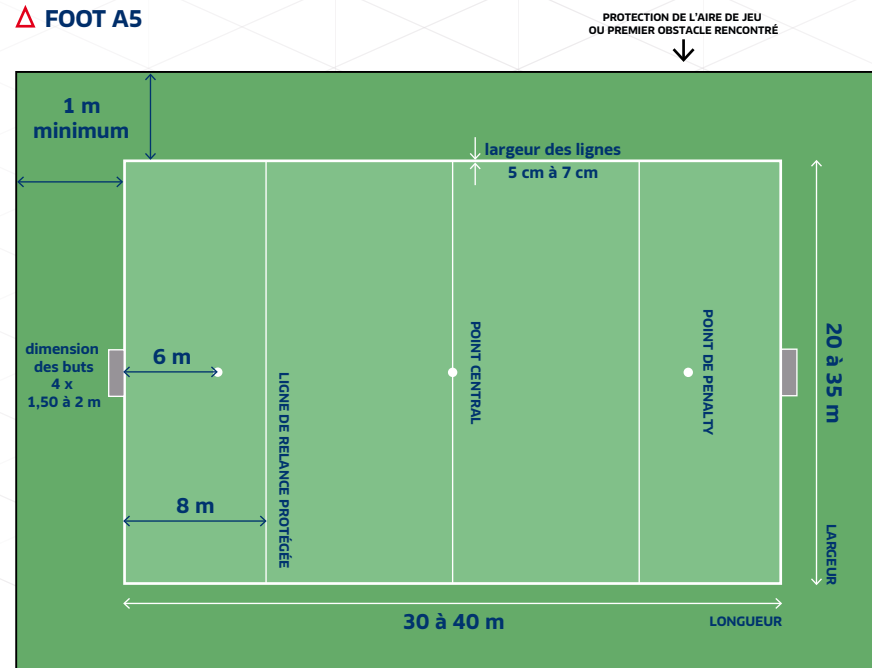 FOOT A5
PROTECTION DE L'AIRE DE JEU
OU PREMIER OBSTACLE RENCONTRÉ
1 m
minimum
largeur des lignes
5 cm à 7 cm
dimension
des buts
4 x
1,50 à 2 m
6 m
8 m
LIGNE DE RELANCE PROTÉGÉE
POINT CENTRAL
POINT DE PENALTY
20 à 35 m
LARGEUR
30 à 40 m
LONGUEUR